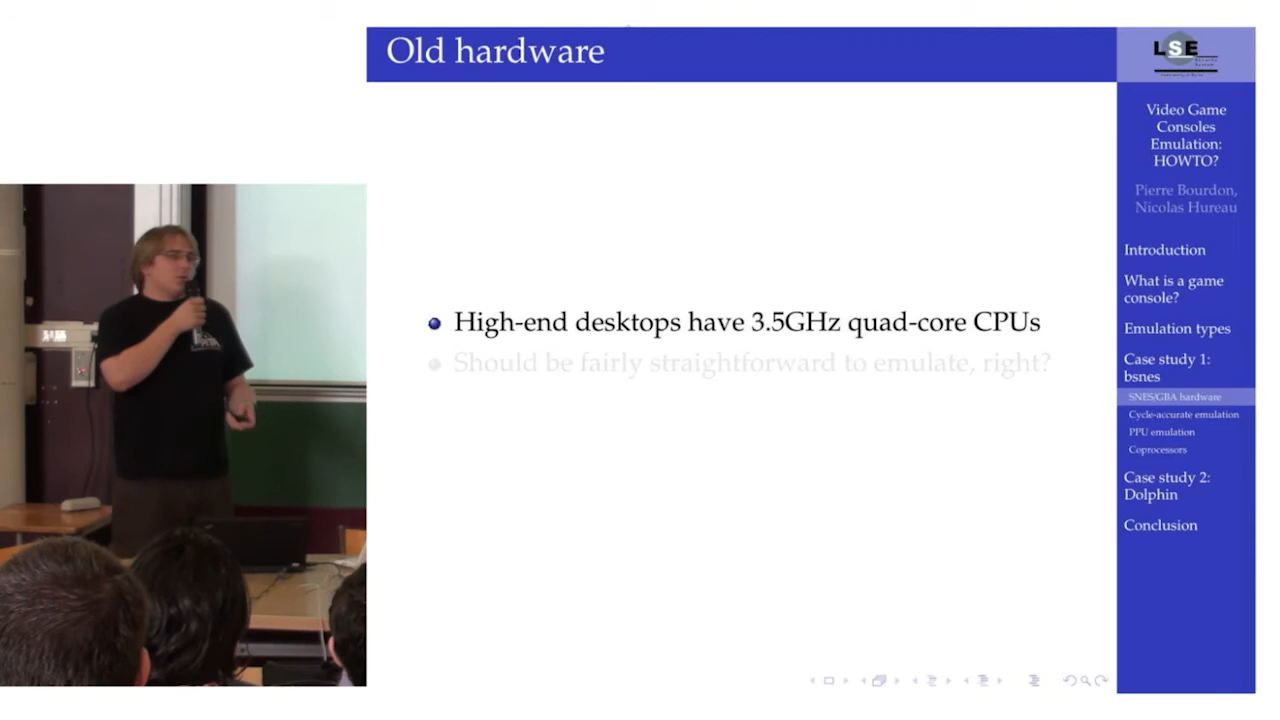 Old hardware
High-end desktops have 3.5GHz quad-core CPUs
Should be fairly straightforward to emulate, right?
LSE
Video Game
Consoles
Emulation:
HOWTO?
Pierre Bourdon,
Nicolas Hureau
Introduction
What is a game
console?
Emulation types
Case study 1:
bsnes
SNES/GBA hardware
Cycle-accurate emulation
PPU emulation
Coprocessors
Case study 2:
Dolphin
Conclusion